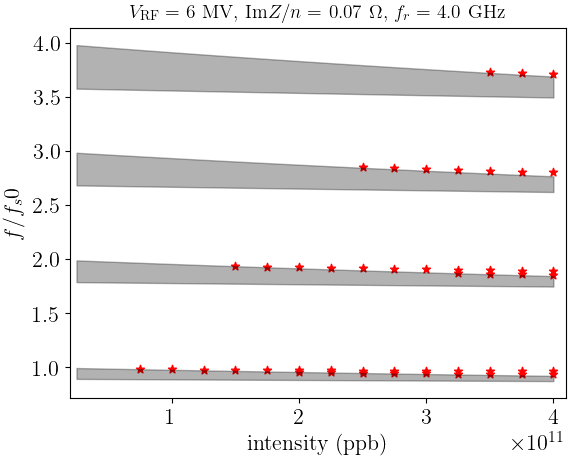 V_RF = 6 MV, ImZ/n = 0.07 Ω, f_r = 4.0 GHz
4.0
3.5
3.0
2.5
2.0
1.5
1.0
f/f_s0
1 2 3 4
×10^11
intensity (ppb)